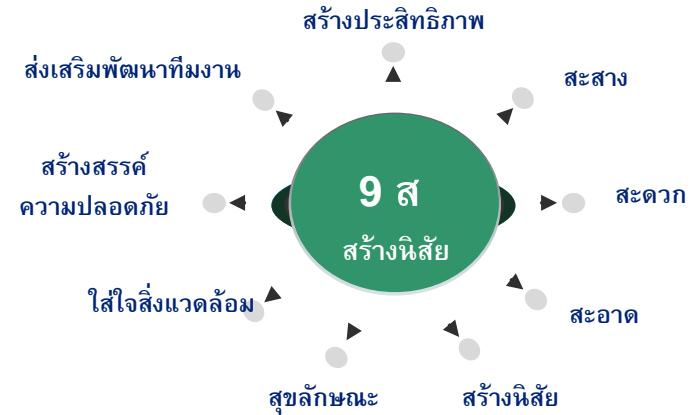 สร้างประสิทธิภาพ
ส่งเสริมพัฒนาทีมงาน
สะสาง
สร้างสรรค์
ความปลอดภัย
9 ส
สร้างนิสัย
สะดวก
ใส่ใจสิ่งแวดล้อม
สะอาด
สุขลักษณะ
สร้างนิสัย